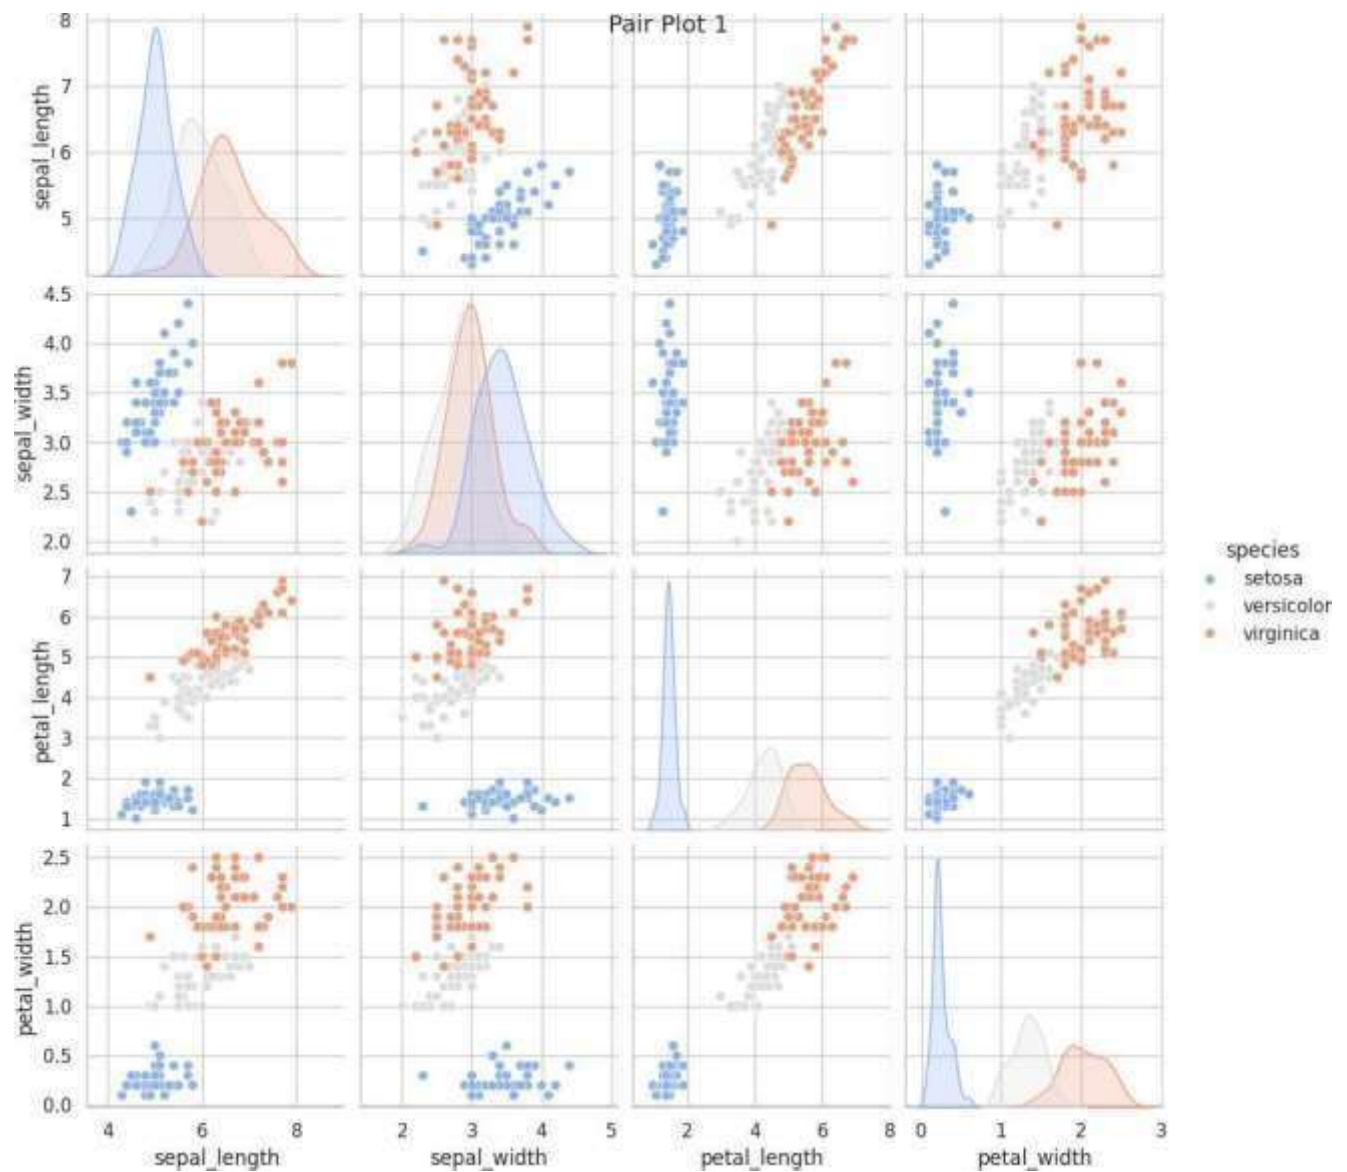 Pair Plot 1
8
7
6
5
sepal_length
4.5
4.0
3.5
3.0
2.5
2.0
sepal_width
species
setosa
versicolor
virginica
7
6
5
4
3
2
1
petal_length
2.5
2.0
1.5
1.0
0.5
0.0
petal_width
4 6 8 2 3 4 5 2 4 6 8 0 1 2 3
sepal_length sepal_width petal_length petal_width